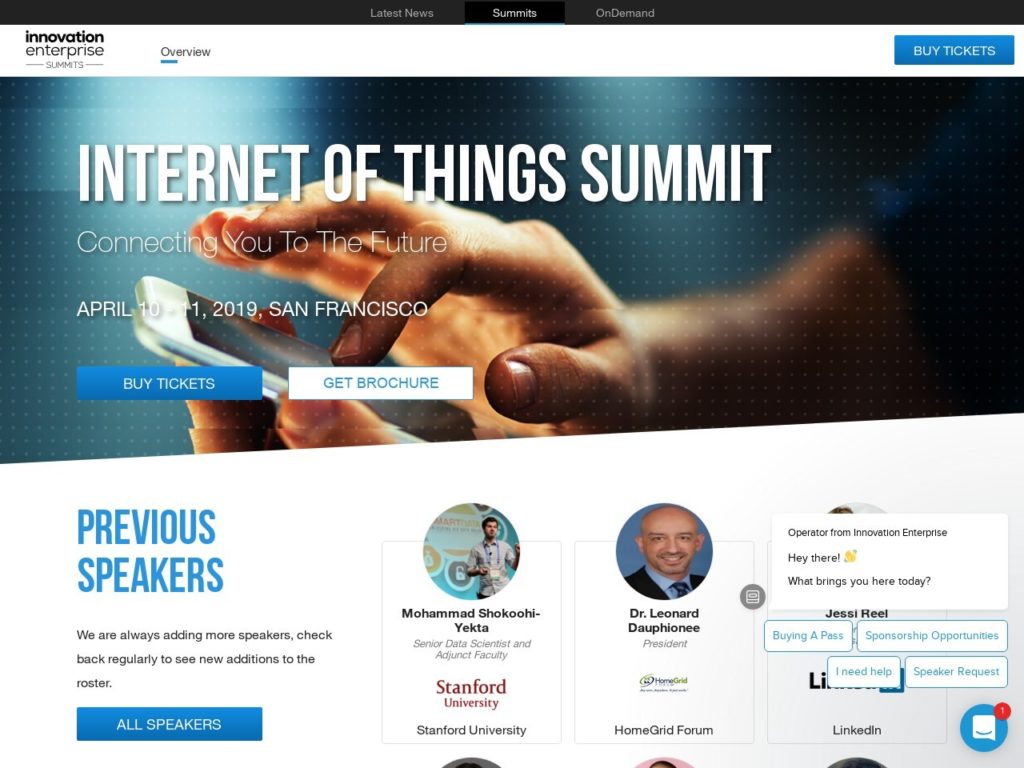 Latest News
Summits
OnDemand
innovation
enterprise
SUMMITS
Overview
BUY TICKETS
INTERNET OF THINGS SUMMIT
Connecting You To The Future
APRIL 10 - 11, 2019, SAN FRANCISCO
BUY TICKETS
GET BROCHURE
PREVIOUS
SPEAKERS
We are always adding more speakers, check
back regularly to see new additions to the
roster.
ALL SPEAKERS
Mohammad Shokoohi-
Yekta
Senior Data Scientist and
Adjunct Faculty
Stanford
University
Stanford University
Dr. Leonard
Dauphionee
President
HomeGrid
FORUM
HomeGrid Forum
Jessi Reel
LinkedIn
Operator from Innovation Enterprise
Hey there! 👋
What brings you here today?
Buying A Pass
Sponsorship Opportunities
I need help
Speaker Request
1